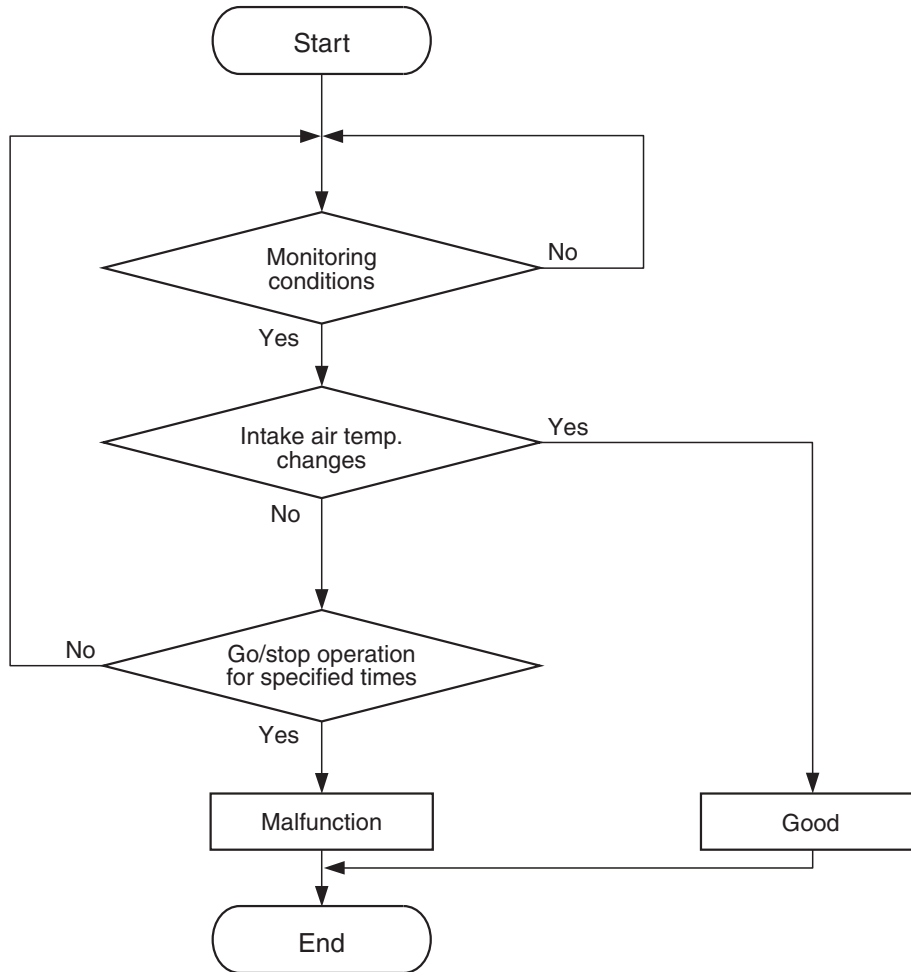 Start
Monitoring
conditions
No
Yes
Intake air temp.
changes
Yes
No
Go/stop operation
for specified times
No
Yes
Malfunction
Good
End